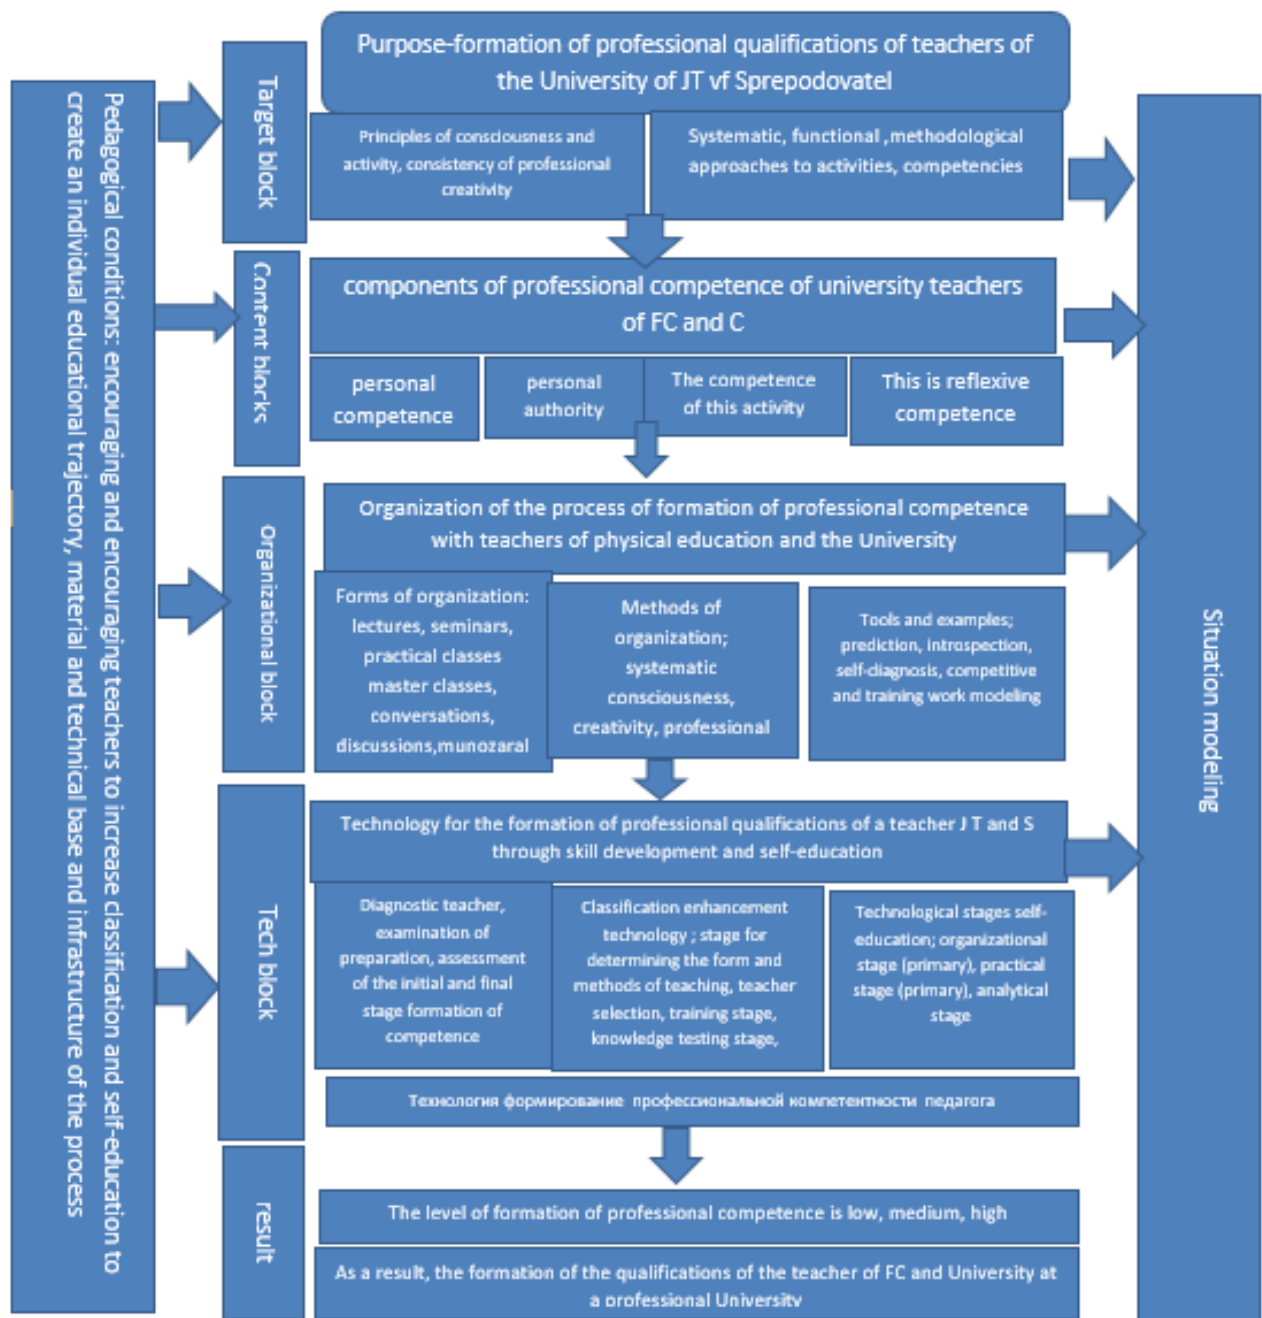 Pedagogical conditions: encouraging and encouraging teachers to increase classification and self-education to
create an individual educational trajectory, material and technical base and infrastructure of the process
Target block
Purpose-formation of professional qualifications of teachers of
the University of JT vf Sprepodovatel
Principles of consciousness and
activity, consistency of professional
creativity
Systematic, functional ,methodological
approaches to activities, competencies
Content blocks
components of professional competence of university teachers
of FC and C
personal
competence
personal
authority
The competence
of this activity
This is reflexive
competence
Organizational block
Organization of the process of formation of professional competence
with teachers of physical education and the University
Forms of organization:
lectures, seminars,
practical classes
master classes,
conversations,
discussions,munozaral
Methods of
organization;
systematic
consciousness,
creativity, professional
Tools and examples;
prediction, introspection,
self-diagnosis, competitive
and training work modeling
Tech block
Technology for the formation of professional qualifications of a teacher J T and S
through skill development and self-education
Diagnostic teacher,
examination of
preparation, assessment
of the initial and final
stage formation of
competence
Classification enhancement
technology ; stage for
determining the form and
methods of teaching, teacher
selection, training stage,
knowledge testing stage,
Technological stages self-
education; organizational
stage (primary), practical
stage (primary), analytical
stage
Технология формирование профессиональной компетентности педагога
result
The level of formation of professional competence is low, medium, high
As a result, the formation of the qualifications of the teacher of FC and University at
a professional University
Situation modeling